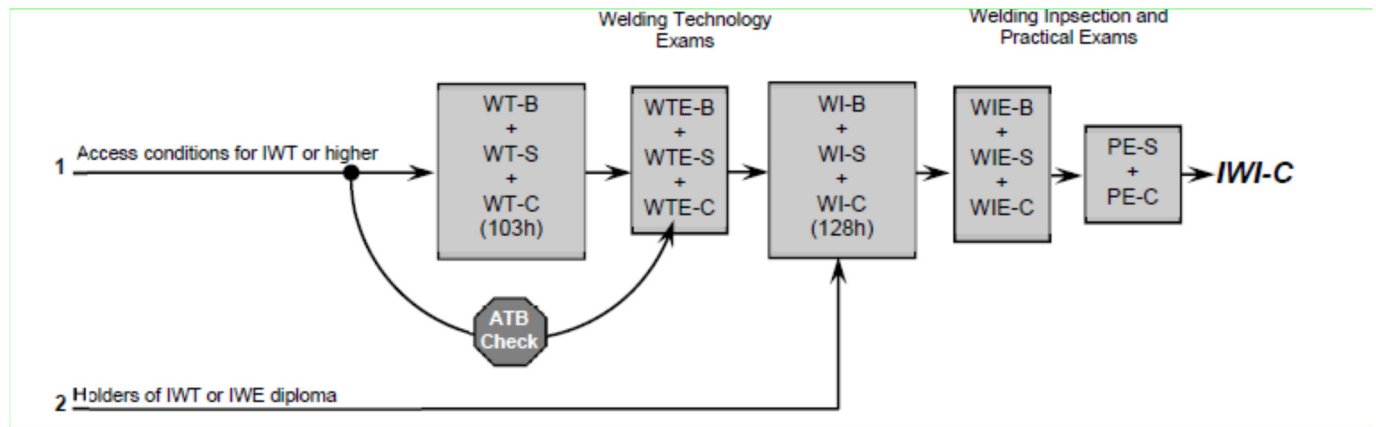 Welding Technology
Exams
Welding Inpsection and
Practical Exams
1 Access conditions for IWT or higher
WT-B
+
WT-S
+
WT-C
(103h)
WTE-B
+
WTE-S
+
WTE-C
WI-B
+
WI-S
+
WI-C
(128h)
WIE-B
+
WIE-S
+
WIE-C
PE-S
+
PE-C
IWI-C
ATB
Check
2 Holders of IWT or IWE diploma